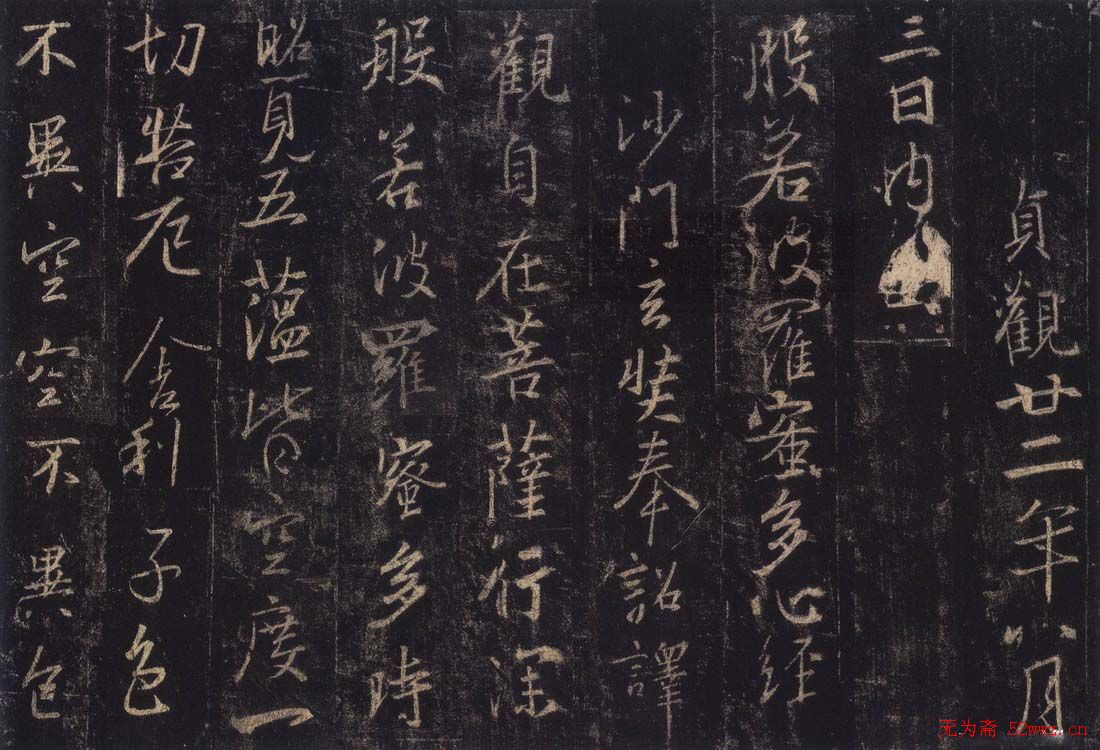 貞觀廿二年八月
三日內出
般若波羅蜜多心經
沙門玄奘奉詔譯
觀自在菩薩行深
般若波羅蜜多時
照見五蘊皆空度一
切苦厄舍利子色
不異空空不異色
无为斋 52wwz.cn